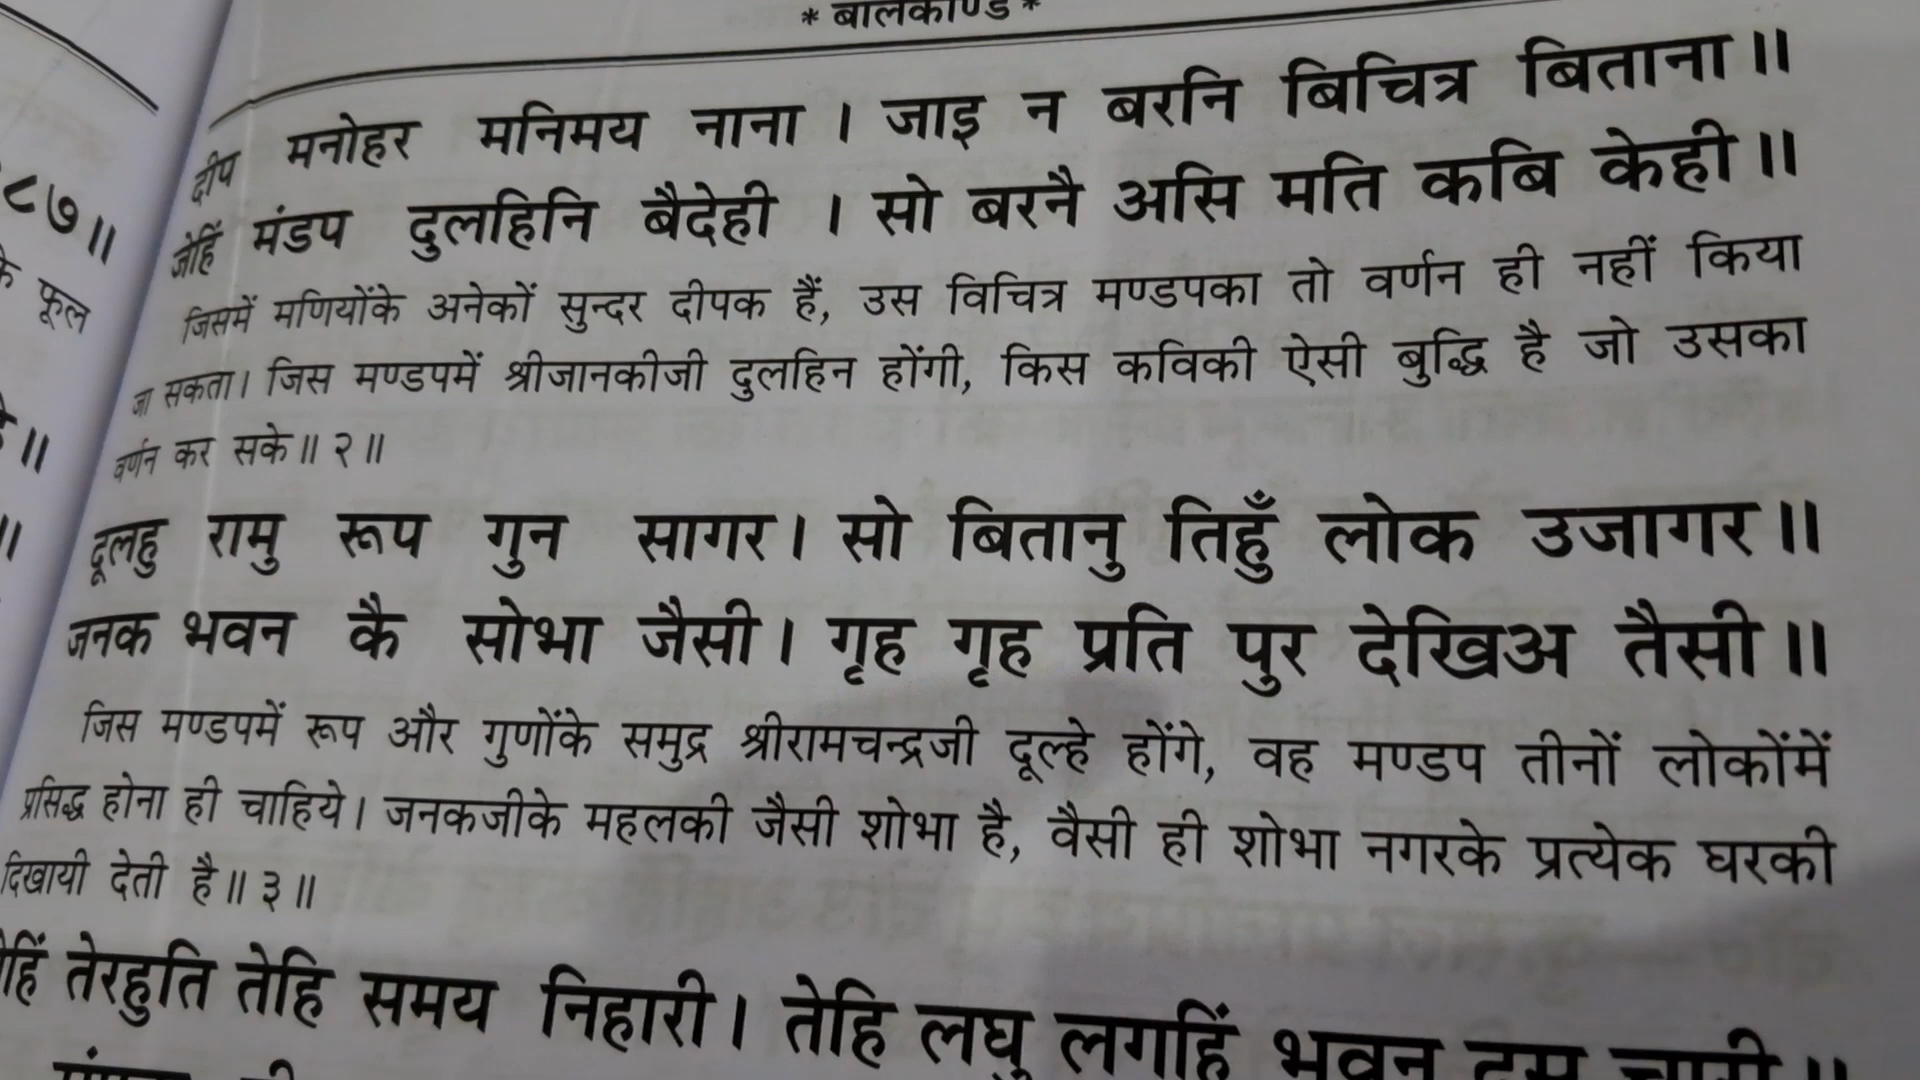 * बालकाण्ड *
दीप मनोहर मनिमय नाना । जाइ न बरनि बिचित्र बिताना ॥
जेहिं मंडप दुलहिनि बैदेही । सो बरनै असि मति कबि केही ॥
जिसमें मणियोंके अनेकों सुन्दर दीपक हैं, उस विचित्र मण्डपका तो वर्णन ही नहीं किया
जा सकता। जिस मण्डपमें श्रीजानकीजी दुलहिन होंगी, किस कविकी ऐसी बुद्धि है जो उसका
वर्णन कर सके॥ २॥
दूलहु रामु रूप गुन सागर। सो बितानु तिहुँ लोक उजागर॥
जनक भवन कै सोभा जैसी। गृह गृह प्रति पुर देखिअ तैसी॥
जिस मण्डपमें रूप और गुणोंके समुद्र श्रीरामचन्द्रजी दूल्हे होंगे, वह मण्डप तीनों लोकोंमें
प्रसिद्ध होना ही चाहिये। जनकजीके महलकी जैसी शोभा है, वैसी ही शोभा नगरके प्रत्येक घरकी
दिखायी देती है॥ ३॥
तेरहुति तेहि समय निहारी। तेहि लघु लगहिं भवन
८७॥
के फूल